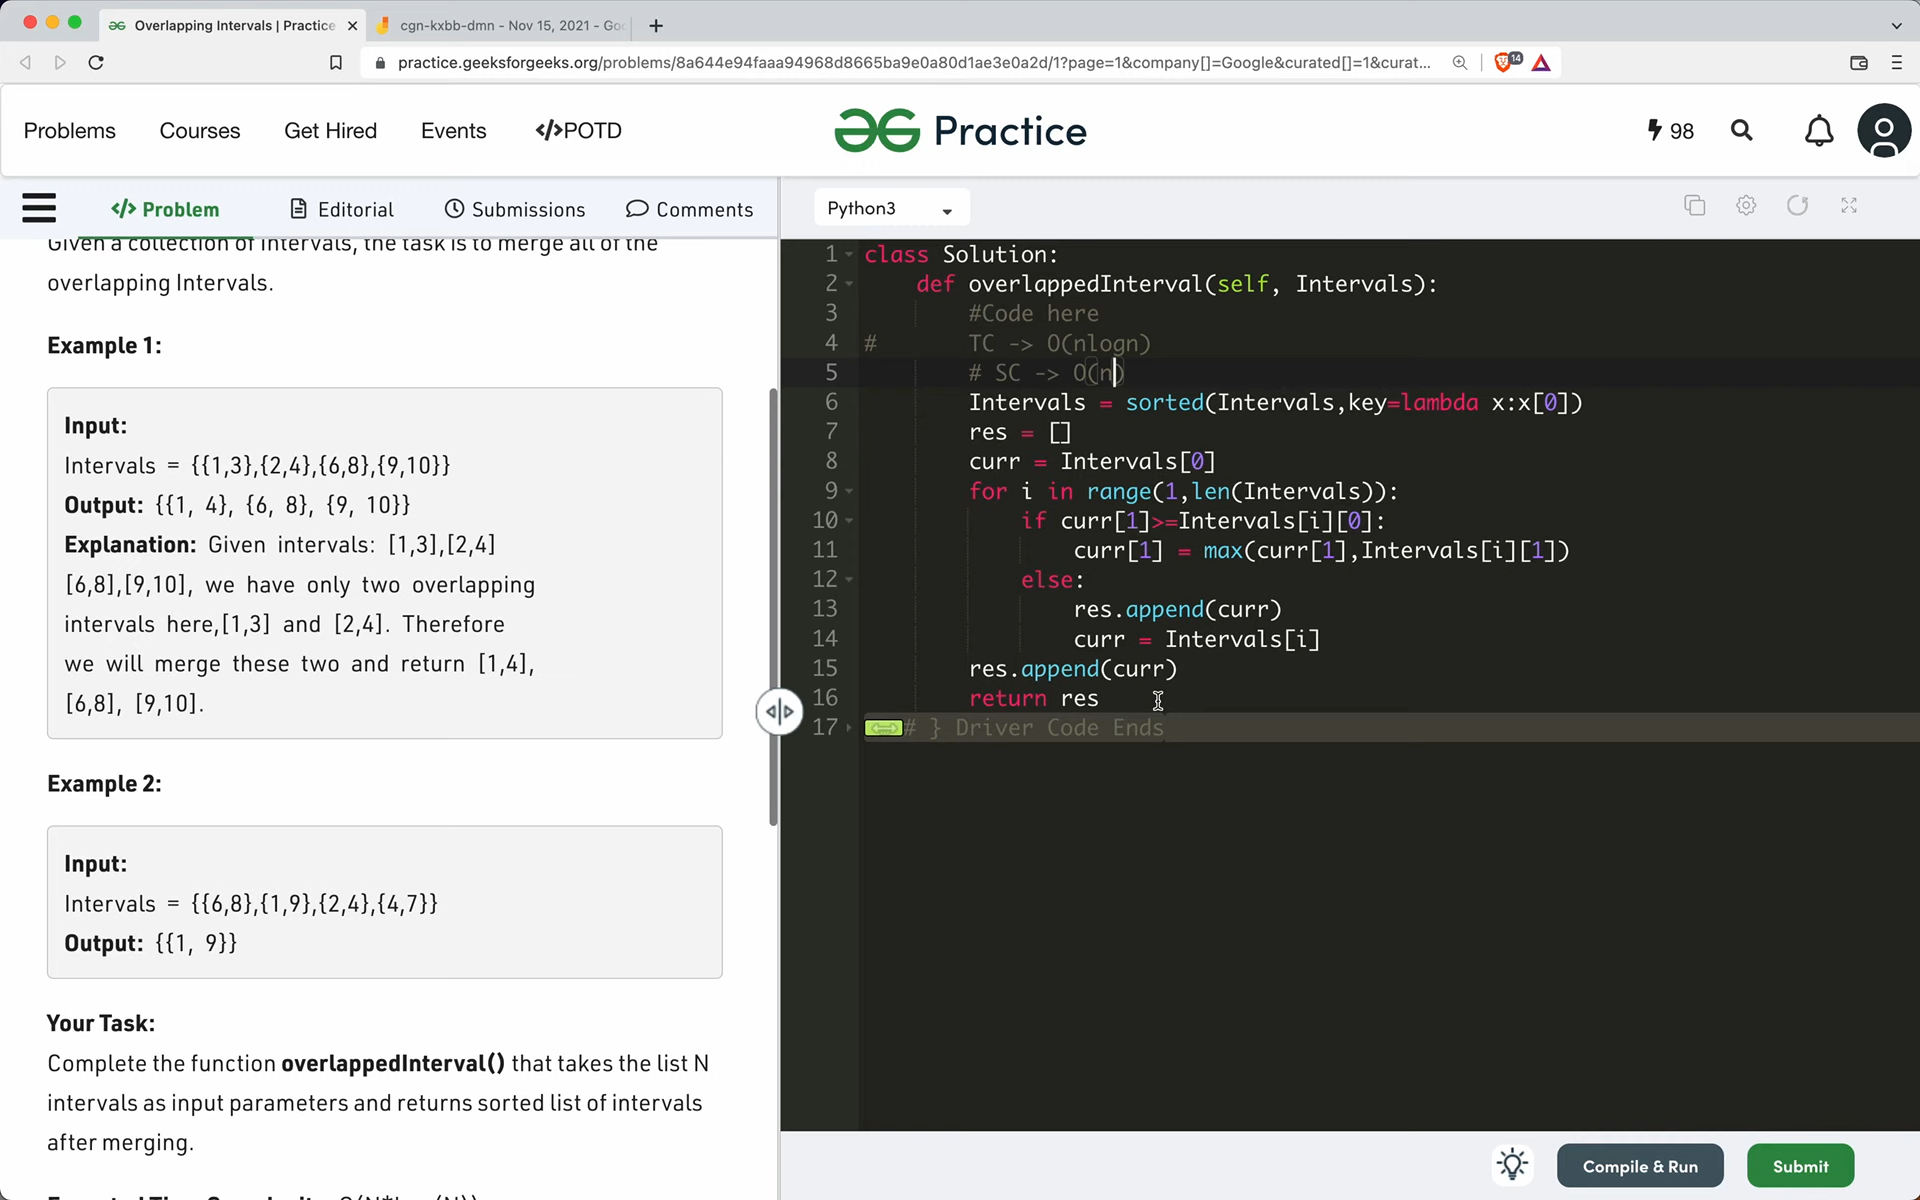 Overlapping Intervals | Practice
cgn-kxbb-dmn - Nov 15, 2021 - Goo
practice.geeksforgeeks.org/problems/8a644e94faaa94968d8665ba9e0a80d1ae3e0a2d/1?page=1&company[]=Google&curated[]=1&curat...
14
Problems Courses Get Hired Events </>POTD
Practice
98
</> Problem Editorial Submissions Comments
Python3
Given a collection of Intervals, the task is to merge all of the
overlapping Intervals.
Example 1:
Input:
Intervals = {{1,3},{2,4},{6,8},{9,10}}
Output: {{1, 4}, {6, 8}, {9, 10}}
Explanation: Given intervals: [1,3],[2,4]
[6,8],[9,10], we have only two overlapping
intervals here,[1,3] and [2,4]. Therefore
we will merge these two and return [1,4],
[6,8], [9,10].
Example 2:
Input:
Intervals = {{6,8},{1,9},{2,4},{4,7}}
Output: {{1, 9}}
Your Task:
Complete the function overlappedInterval() that takes the list N
intervals as input parameters and returns sorted list of intervals
after merging.
1 class Solution:
2 def overlappedInterval(self, Intervals):
3 #Code here
4 # TC -> O(nlogn)
5 # SC -> O(n)
6 Intervals = sorted(Intervals,key=lambda x:x[0])
7 res = []
8 curr = Intervals[0]
9 for i in range(1,len(Intervals)):
10 if curr[1]>=Intervals[i][0]:
11 curr[1] = max(curr[1],Intervals[i][1])
12 else:
13 res.append(curr)
14 curr = Intervals[i]
15 res.append(curr)
16 return res
17 # } Driver Code Ends
Compile & Run
Submit